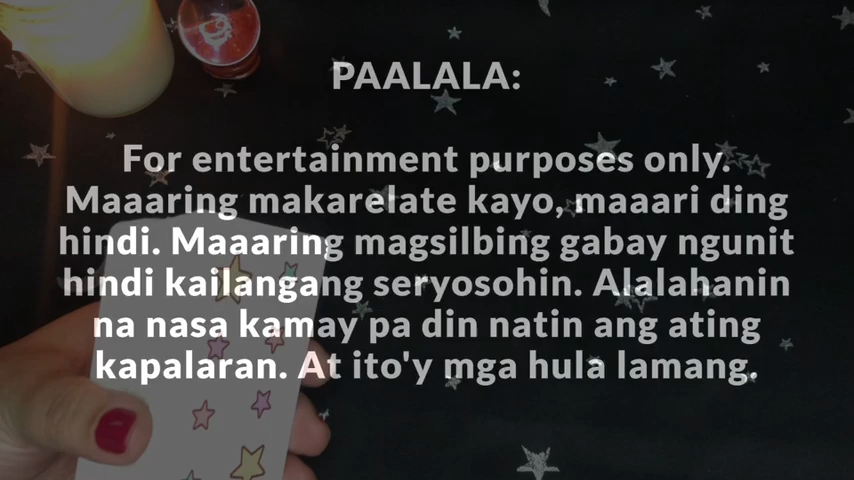 PAALALA:
For entertainment purposes only.
Maaaring makarelate kayo, maaari ding
hindi. Maaaring magsilbing gabay ngunit
hindi kailangang seryosohin. Alalahanin
na nasa kamay pa din natin ang ating
kapalaran. At ito'y mga hula lamang.